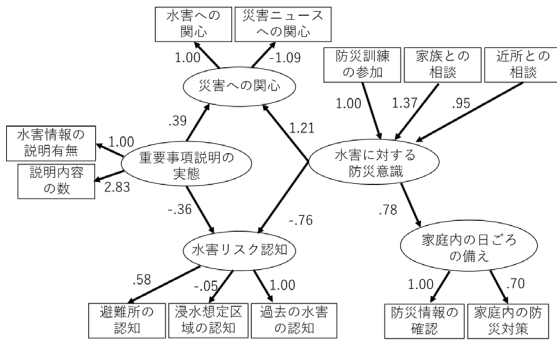 水害への
関心
災害ニュース
への関心
1.00
-1.09
災害への関心
防災訓練
の参加
家族との
相談
近所との
相談
1.00
1.37
.95
.39
1.21
水害情報の
説明有無
1.00
説明内容
の数
2.83
重要事項説明の
実態
水害に対する
防災意識
-.36
-.76
.78
水害リスク認知
家庭内の日ごろ
の備え
.58
-.05
1.00
1.00
.70
避難所の
認知
浸水想定区
域の認知
過去の水害
の認知
防災情報の
確認
家庭内の防
災対策